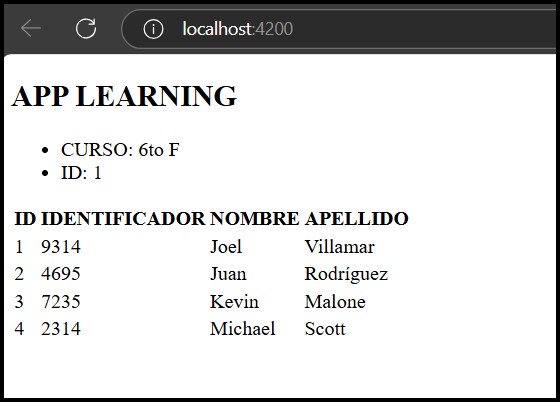 localhost:4200
APP LEARNING
• CURSO: 6to F
• ID: 1
ID IDENTIFICADOR NOMBRE APELLIDO
1 9314 Joel Villamar
2 4695 Juan Rodríguez
3 7235 Kevin Malone
4 2314 Michael Scott